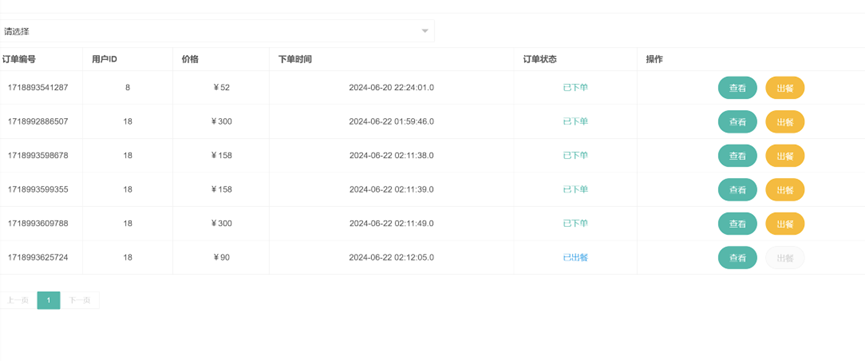 请选择
订单编号 用户ID 价格 下单时间 订单状态 操作
1718893541287 8 ¥52 2024-06-20 22:24:01.0 已下单 查看 出餐
1718992886507 18 ¥300 2024-06-22 01:59:46.0 已下单 查看 出餐
1718993598678 18 ¥158 2024-06-22 02:11:38.0 已下单 查看 出餐
1718993599355 18 ¥158 2024-06-22 02:11:39.0 已下单 查看 出餐
1718993609788 18 ¥300 2024-06-22 02:11:49.0 已下单 查看 出餐
1718993625724 18 ¥90 2024-06-22 02:12:05.0 已出餐 查看 出餐
上一页 1 下一页